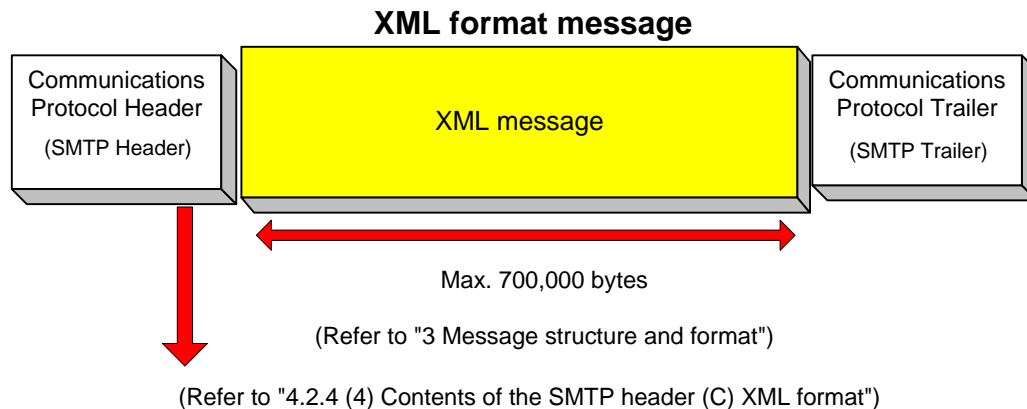 XML format message
Communications
Protocol Header
(SMTP Header)
XML message
Communications
Protocol Trailer
(SMTP Trailer)
Max. 700,000 bytes
(Refer to "3 Message structure and format")
(Refer to "4.2.4 (4) Contents of the SMTP header (C) XML format")